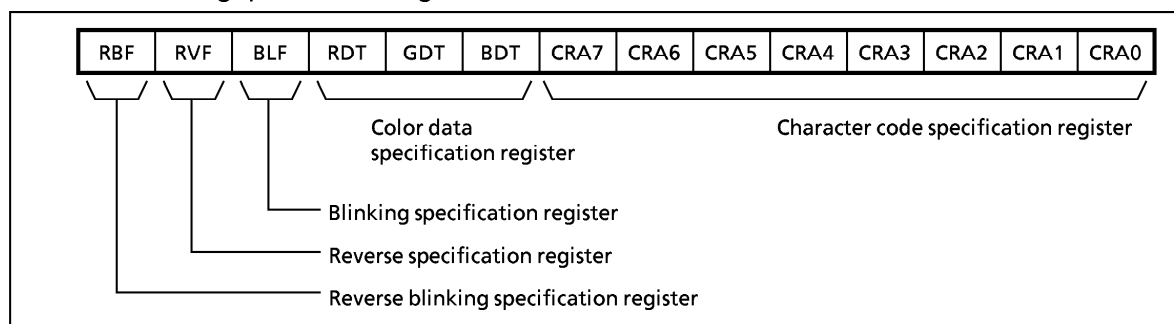 RBF RVF BLF RDT GDT BDT CRA7 CRA6 CRA5 CRA4 CRA3 CRA2 CRA1 CRA0
Color data
specification register
Character code specification register
Blinking specification register
Reverse specification register
Reverse blinking specification register